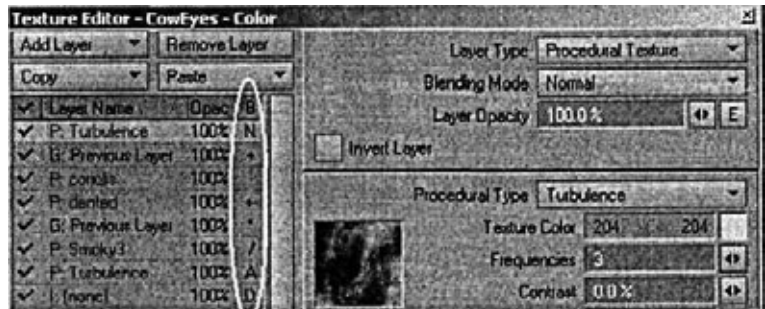 Texture Editor - CowEyes - Color
Add Layer
Remove Layer
Copy
Paste
Layer Name Opac B
P: Turbulence 100% N
G: Previous Layer 100% +
P: 100%
P: dented 100%
G: Previous Layer 100% *
P: Smoky3 100% /
P: Turbulence 100% A
I: (none) 100% D
Layer Type Procedural Texture
Blending Mode Normal
Layer Opacity 100.0 % E
Invert Layer
Procedural Type Turbulence
Texture Color 204 204
Frequencies 3
Contrast 0.0 %